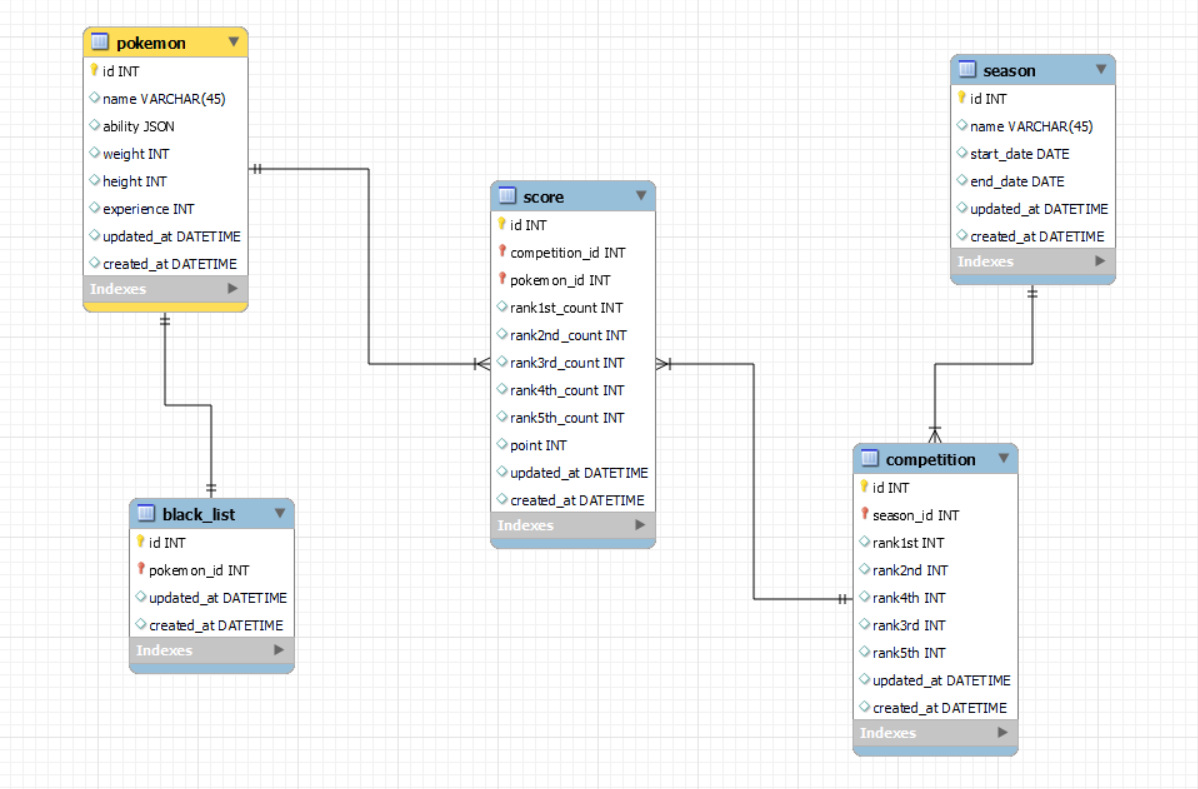 pokemon
id INT
name VARCHAR(45)
ability JSON
weight INT
height INT
experience INT
updated_at DATETIME
created_at DATETIME
Indexes
black_list
id INT
pokemon_id INT
updated_at DATETIME
created_at DATETIME
Indexes
score
id INT
competition_id INT
pokemon_id INT
rank1st_count INT
rank2nd_count INT
rank3rd_count INT
rank4th_count INT
rank5th_count INT
point INT
updated_at DATETIME
created_at DATETIME
Indexes
season
id INT
name VARCHAR(45)
start_date DATE
end_date DATE
updated_at DATETIME
created_at DATETIME
Indexes
competition
id INT
season_id INT
rank1st INT
rank2nd INT
rank4th INT
rank3rd INT
rank5th INT
updated_at DATETIME
created_at DATETIME
Indexes